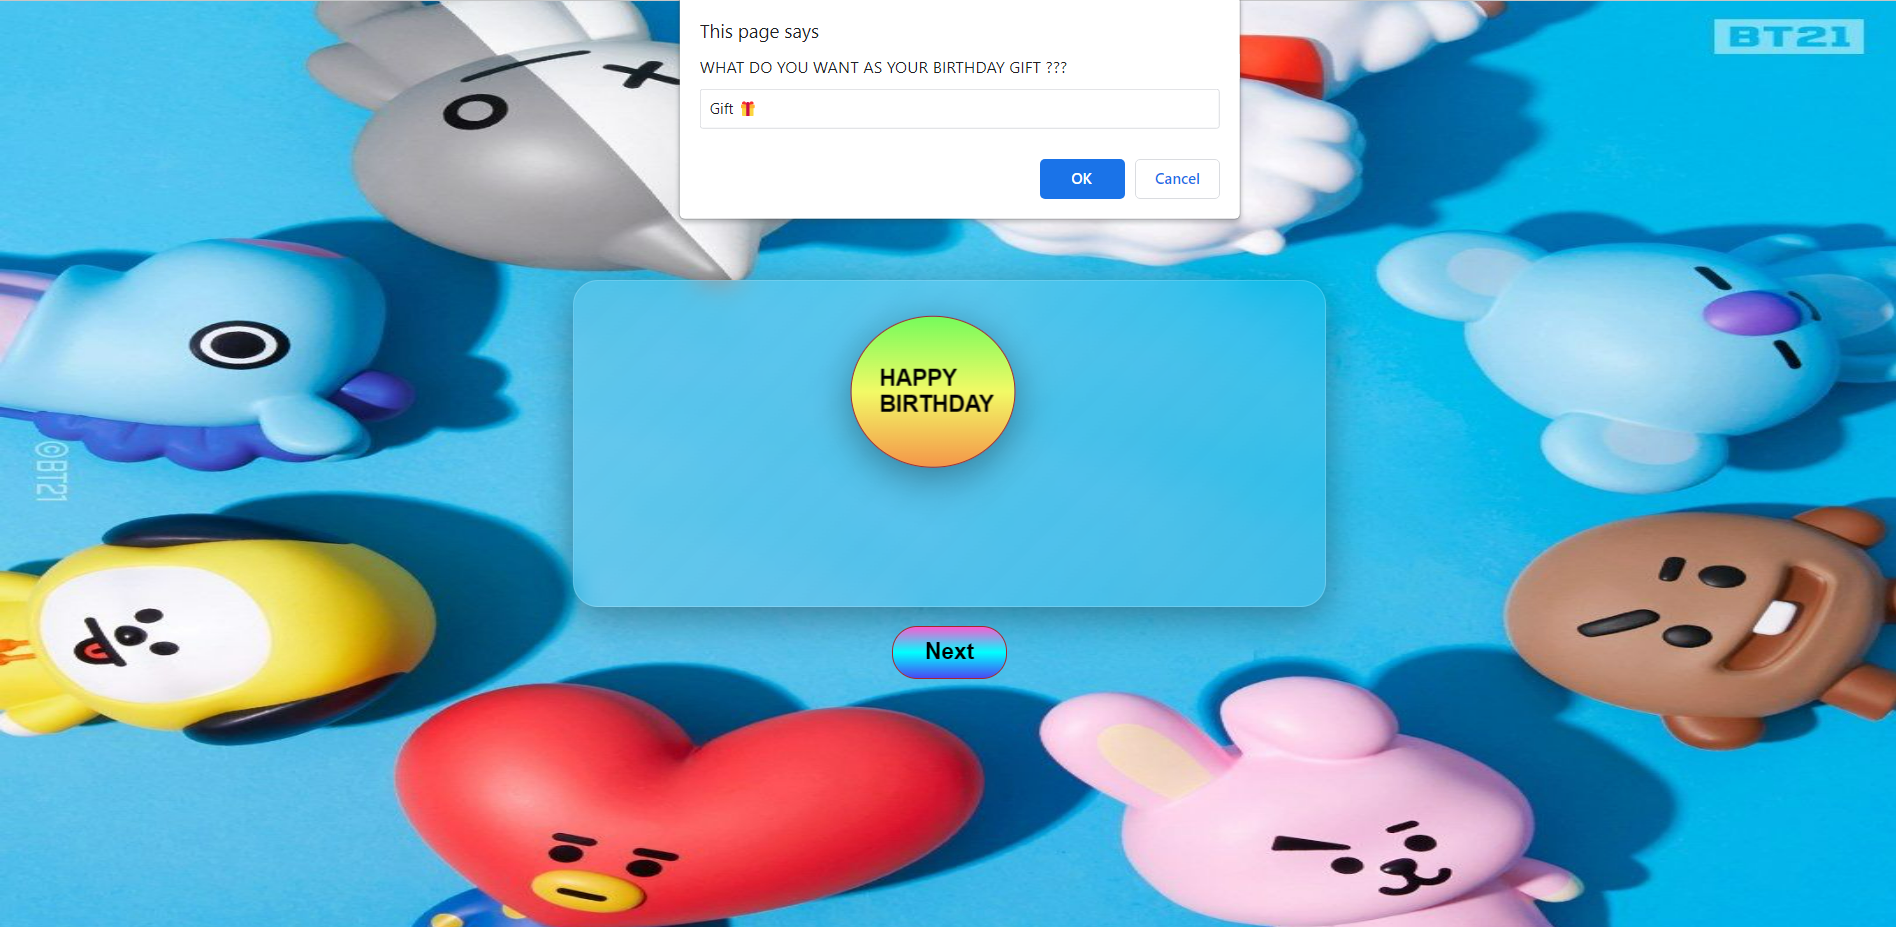 This page says
WHAT DO YOU WANT AS YOUR BIRTHDAY GIFT ???
Gift 🎁
OK
Cancel
BT21
HAPPY
BIRTHDAY
©BT21
Next